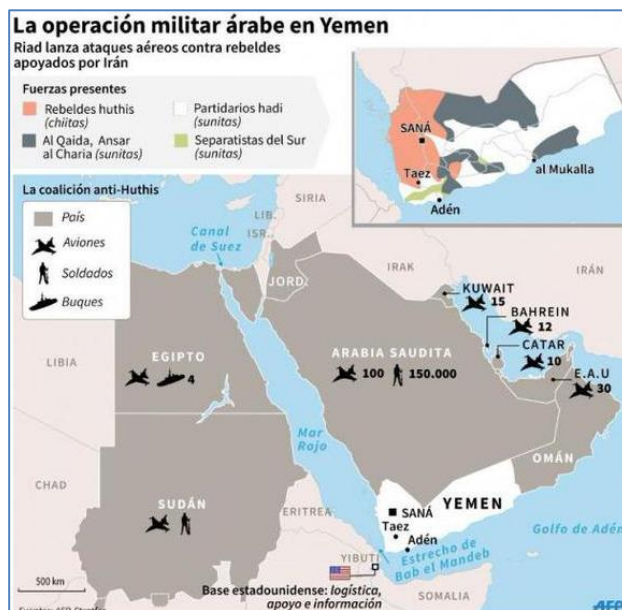 La operación militar árabe en Yemen
Riad lanza ataques aéreos contra rebeldes
apoyados por Irán
Fuerzas presentes
Rebeldes huthis
(chiitas)
Partidarios hadi
(sunitas)
Al Qaida, Ansar
al Charia (sunitas)
Separatistas del Sur
(sunitas)
SANÁ
Taez
Adén
al Mukalla
La coalición anti-Huthis
País
Aviones
Soldados
Buques
SIRIA
LIB.
ISR..
Canal
de Suez
JORD.
IRAK
IRÁN
KUWAIT
15
BAHREIN
12
CATAR
10
E.A.U
30
LIBIA
EGIPTO
4
ARABIA SAUDITA
100 150.000
Mar
Rojo
OMÁN
CHAD
SUDÁN
ERITREA
YEMEN
SANÁ
Taez
Adén
Golfo de Adén
Estrecho de
Bab el Mandeb
YIBUTI
SOMALIA
500 km
Base estadounidense: logística,
apoyo e información
Fuentes: AFP, Stratfor
AFP